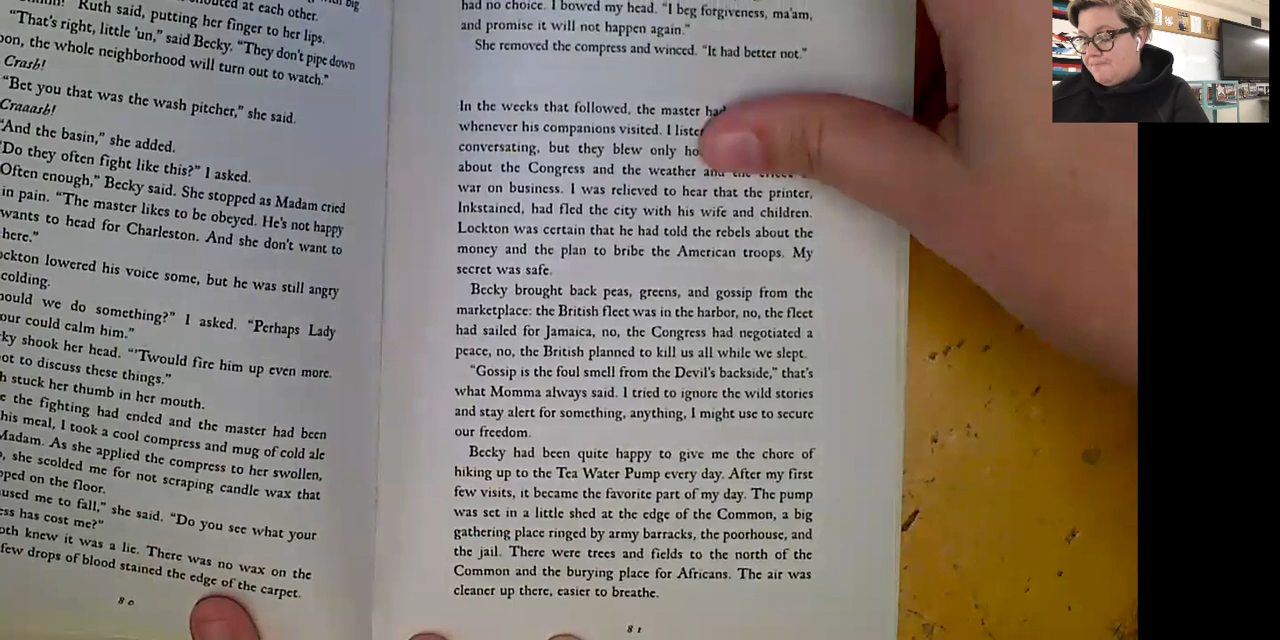 Ruth said, putting her finger to her lips.
"That's right, little 'un," said Becky. "They don't pipe down
the whole neighborhood will turn out to watch."
Crash!
"Bet you that was the wash pitcher," she said.
Craaash!
"And the basin," she added.
"Do they often fight like this?" I asked.
Often enough," Becky said. She stopped as Madam cried
in pain. "The master likes to be obeyed. He's not happy
wants to head for Charleston. And she don't want to
here."
lowered his voice some, but he was still angry
we do something?" I asked. "Perhaps Lady
could calm him."
shook her head. "'Twould fire him up even more.
to discuss these things."
stuck her thumb in her mouth.
the fighting had ended and the master had been
his meal, I took a cool compress and mug of cold ale
Madam. As she applied the compress to her swollen,
she scolded me for not scraping candle wax that
on the floor.
me to fall," she said. "Do you see what your
has cost me?"
knew it was a lie. There was no wax on the
few drops of blood stained the edge of the carpet.
80
had no choice. I bowed my head. "I beg forgiveness, ma'am,
and promise it will not happen again."
She removed the compress and winced. "It had better not."
In the weeks that followed, the master had
whenever his companions visited. I
conversating, but they blew only
about the Congress and the weather and
war on business. I was relieved to hear that the printer,
Inkstained, had fled the city with his wife and children.
Lockton was certain that he had told the rebels about the
money and the plan to bribe the American troops. My
secret was safe.
Becky brought back peas, greens, and gossip from the
marketplace: the British fleet was in the harbor, no, the fleet
had sailed for Jamaica, no, the Congress had negotiated a
peace, no, the British planned to kill us all while we slept.
"Gossip is the foul smell from the Devil's backside," that's
what Momma always said. I tried to ignore the wild stories
and stay alert for something, anything, I might use to secure
our freedom.
Becky had been quite happy to give me the chore of
hiking up to the Tea Water Pump every day. After my first
few visits, it became the favorite part of my day. The pump
was set in a little shed at the edge of the Common, a big
gathering place ringed by army barracks, the poorhouse, and
the jail. There were trees and fields to the north of the
Common and the burying place for Africans. The air was
cleaner up there, easier to breathe.
81